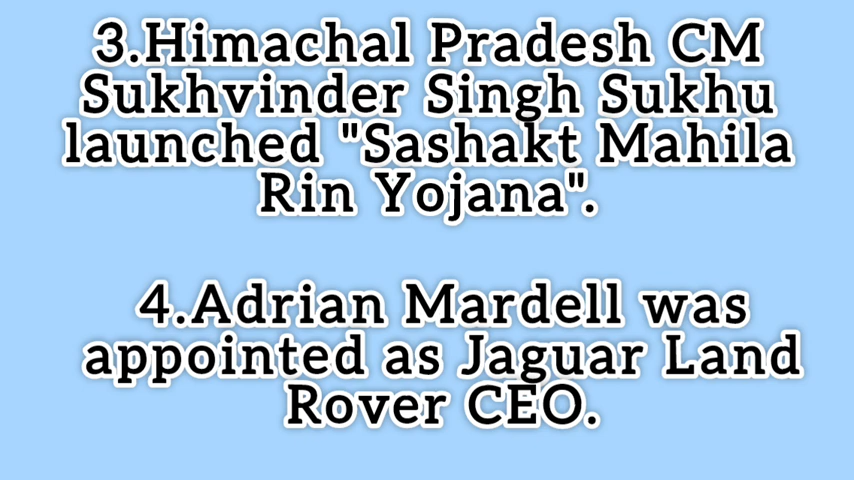 3.Himachal Pradesh CM
Sukhvinder Singh Sukhu
launched "Sashakt Mahila
Rin Yojana".
4.Adrian Mardell was
appointed as Jaguar Land
Rover CEO.